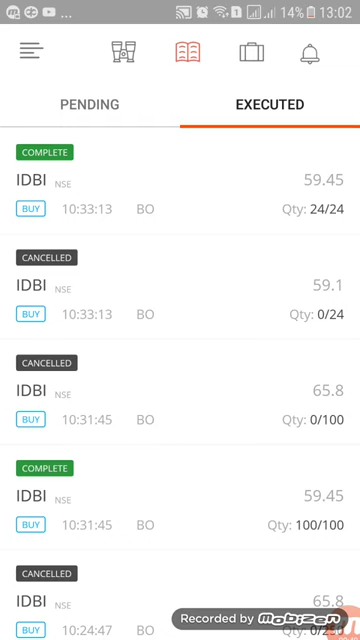 14% 13:02
PENDING EXECUTED
COMPLETE
IDBI NSE 59.45
BUY 10:33:13 BO Qty: 24/24
CANCELLED
IDBI NSE 59.1
BUY 10:33:13 BO Qty: 0/24
CANCELLED
IDBI NSE 65.8
BUY 10:31:45 BO Qty: 0/100
COMPLETE
IDBI NSE 59.45
BUY 10:31:45 BO Qty: 100/100
CANCELLED
IDBI NSE 65.8
Recorded by Mobizen
BUY 10:24:47 BO Qty: 0/250